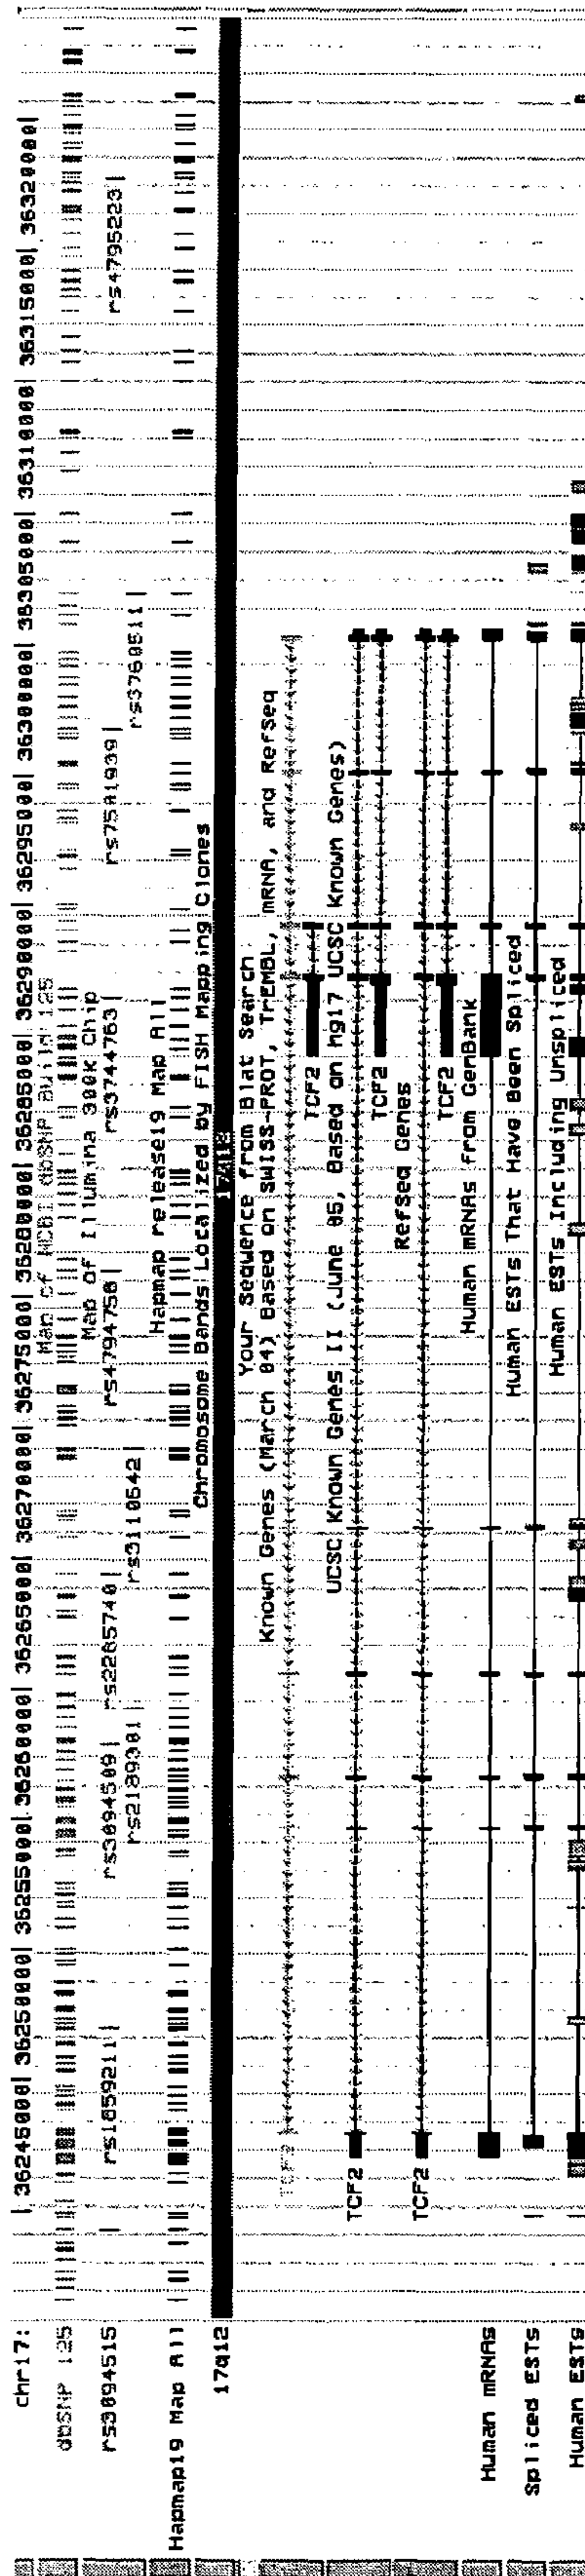 chr17: | 36245000| 36250000| 36255000| 36260000| 36265000| 36270000| 36275000| 36280000| 36285000| 36290000| 36295000| 36300000| 36305000| 36310000| 36315000| 36320000|
Map of NCBI dbSNP Build 125
dbSNP 125
Map of Illumina 300k Chip
rs3094515 | rs1859211 | rs3094509 | rs2265740 | rs4794758 | rs3744763 | rs7501939 | rs4795223 |
rs2189301 | rs3110642 | rs3760511 |
Hapmap release19 Map All
Hapmap19 Map All
Chromosome Bands Localized by FISH Mapping Clones
17q12
Your Sequence from Blat Search
Known Genes (March 04) Based on SWISS-PROT, TrEMBL, mRNA, and RefSeq
TCF2
TCF2
UCSC Known Genes II (June 05, Based on hg17 UCSC Known Genes)
TCF2
TCF2
RefSeq Genes
TCF2
TCF2
Human mRNAs from GenBank
Human mRNAs
Human ESTs That Have Been Spliced
Spliced ESTs
Human ESTs Including Unspliced
Human ESTs